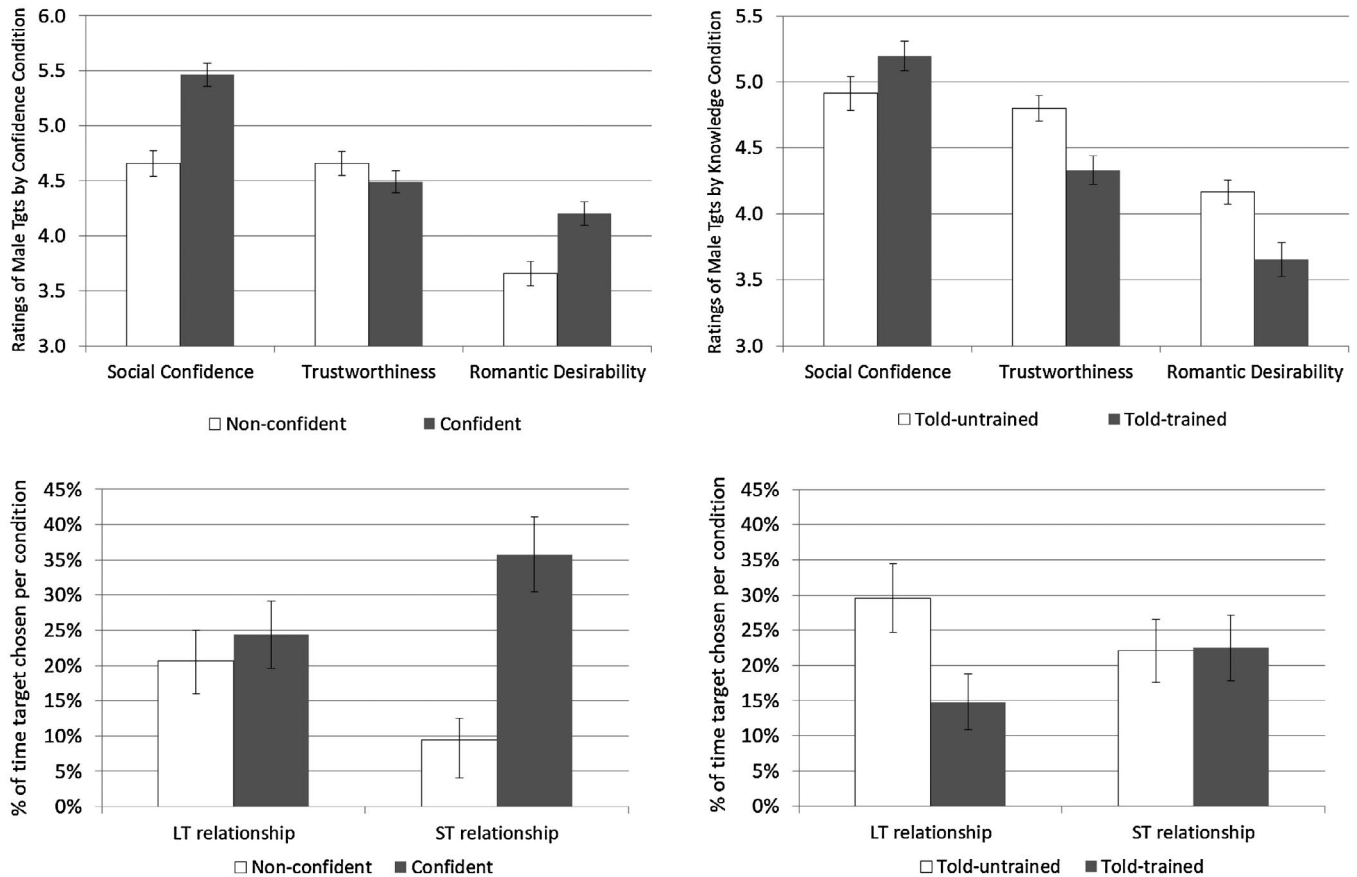 Ratings of Male Tgts by Confidence Condition
6.0
5.5
5.0
4.5
4.0
3.5
3.0
Social Confidence Trustworthiness Romantic Desirability
Non-confident Confident
Ratings of Male Tgts by Knowledge Condition
5.5
5.0
4.5
4.0
3.5
3.0
Social Confidence Trustworthiness Romantic Desirability
Told-untrained Told-trained
% of time target chosen per condition
45%
40%
35%
30%
25%
20%
15%
10%
5%
0%
LT relationship ST relationship
Non-confident Confident
% of time target chosen per condition
45%
40%
35%
30%
25%
20%
15%
10%
5%
0%
LT relationship ST relationship
Told-untrained Told-trained